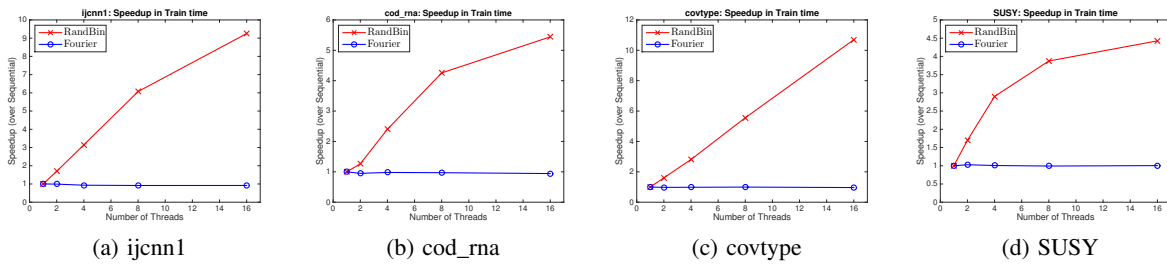 ijcnn1: Speedup in Train time
10
9
8
7
6
5
4
3
2
1
0
Speedup (over Sequential)
RandBin
Fourier
0 2 4 6 8 10 12 14 16
Number of Threads
(a) ijcnn1
cod_rna: Speedup in Train time
6
5
4
3
2
1
0
Speedup (over Sequential)
RandBin
Fourier
0 2 4 6 8 10 12 14 16
Number of Threads
(b) cod_rna
covtype: Speedup in Train time
12
10
8
6
4
2
0
Speedup (over Sequential)
RandBin
Fourier
0 2 4 6 8 10 12 14 16
Number of Threads
(c) covtype
SUSY: Speedup in Train time
5
4.5
4
3.5
3
2.5
2
1.5
1
0.5
0
Speedup (over Sequential)
RandBin
Fourier
0 2 4 6 8 10 12 14 16
Number of Threads
(d) SUSY